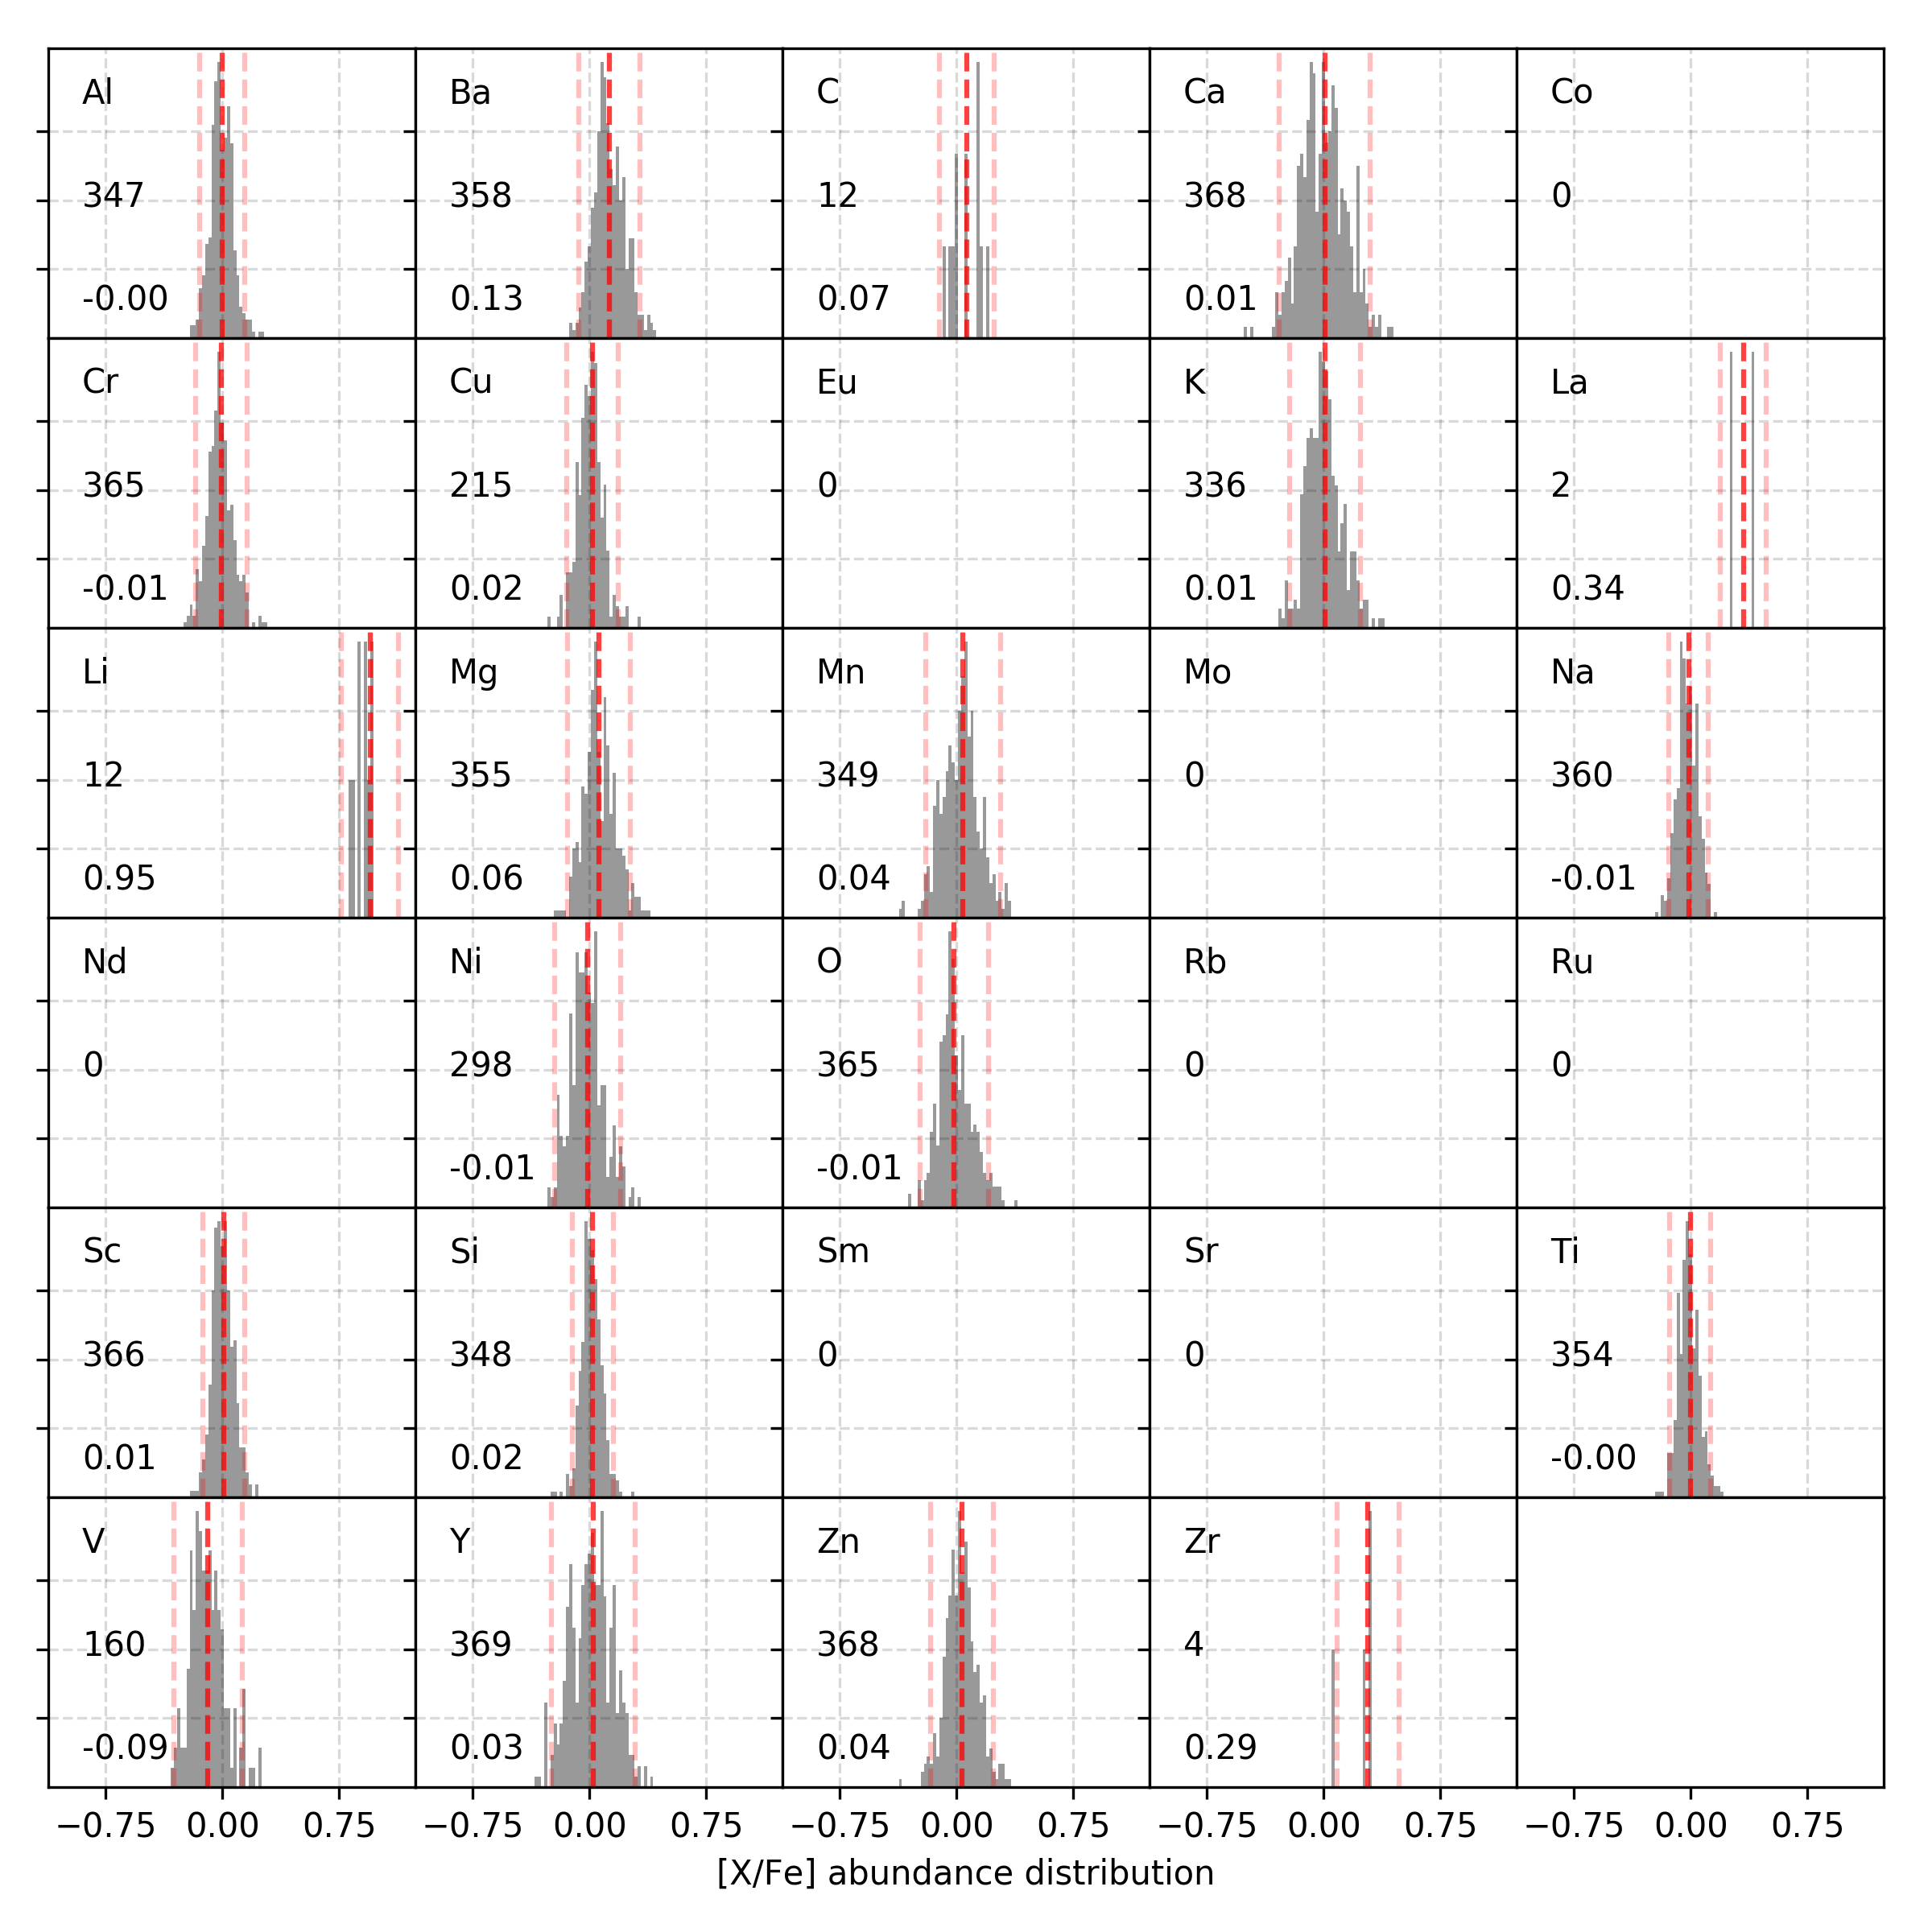 Al
347
-0.00
Ba
358
0.13
C
12
0.07
Ca
368
0.01
Co
0
Cr
365
-0.01
Cu
215
0.02
Eu
0
K
336
0.01
La
2
0.34
Li
12
0.95
Mg
355
0.06
Mn
349
0.04
Mo
0
Na
360
-0.01
Nd
0
Ni
298
-0.01
O
365
-0.01
Rb
0
Ru
0
Sc
366
0.01
Si
348
0.02
Sm
0
Sr
0
Ti
354
-0.00
V
160
-0.09
Y
369
0.03
Zn
368
0.04
Zr
4
0.29
−0.75 0.00 0.75 −0.75 0.00 0.75 −0.75 0.00 0.75 −0.75 0.00 0.75 −0.75 0.00 0.75
[X/Fe] abundance distribution